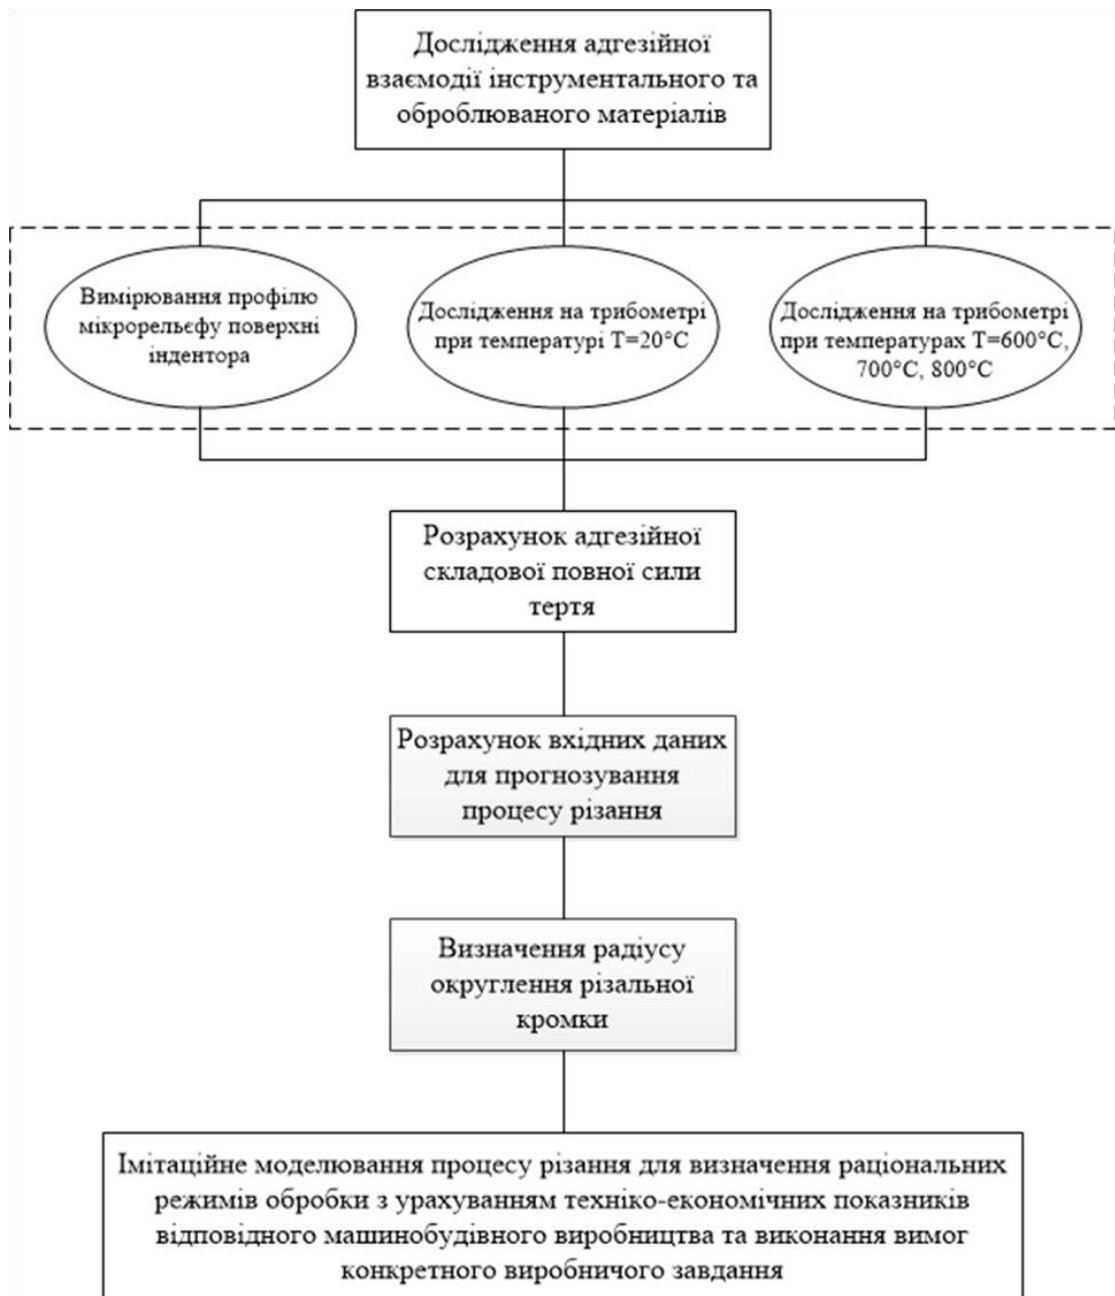 Дослідження адгезійної
взаємодії інструментального та
оброблюваного матеріалів
Вимірювання профілю
мікрорельєфу поверхні
індентора
Дослідження на трибометрі
при температурі T=20°C
Дослідження на трибометрі
при температурах T=600°C,
700°C, 800°C
Розрахунок адгезійної
складової повної сили
тертя
Розрахунок вхідних даних
для прогнозування
процесу різання
Визначення радіусу
округлення різальної
кромки
Імітаційне моделювання процесу різання для визначення раціональних
режимів обробки з урахуванням техніко-економічних показників
відповідного машинобудівного виробництва та виконання вимог
конкретного виробничого завдання